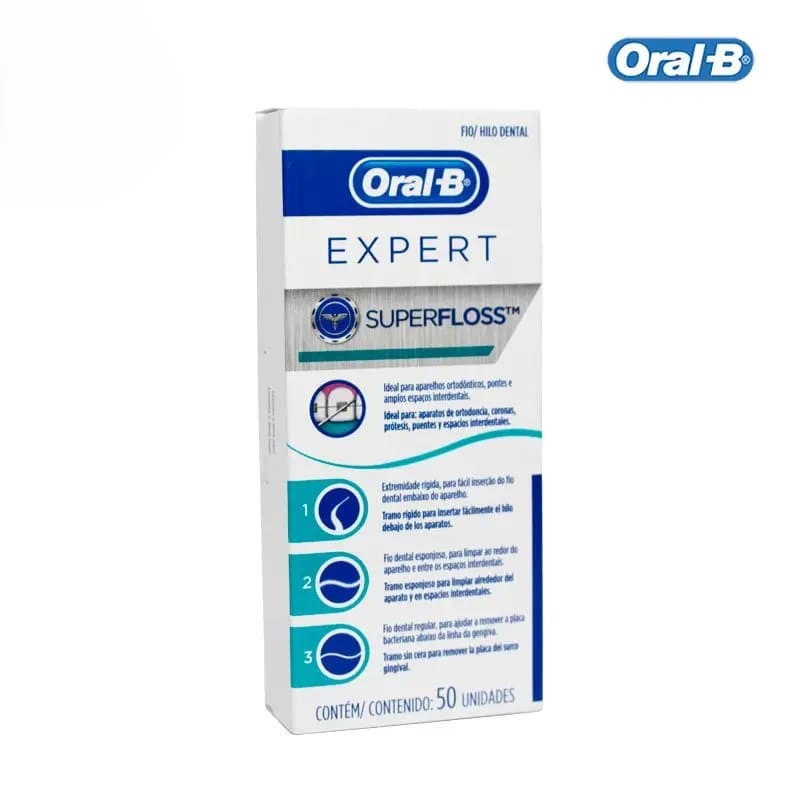 Oral-B®
FIO/ HILO DENTAL
Oral-B®
EXPERT
SUPERFLOSS™
Ideal para aparelhos ortodônticos, pontes e
amplos espaços interdentais.
Ideal para: aparatos de ortodoncia, coronas,
prótesis, puentes y espacios interdentales.
1
Extremidade rígida, para fácil inserção do fio
dental embaixo do aparelho.
Tramo rígido para insertar fácilmente el hilo
debajo de los aparatos.
2
Fio dental esponjoso, para limpar ao redor do
aparelho e entre os espaços interdentais.
Tramo esponjoso para limpiar alrededor del
aparato y en espacios interdentales.
3
Fio dental regular, para ajudar a remover a placa
bacteriana abaixo da linha da gengiva.
Tramo sin cera para remover la placa del surco
gingival.
CONTÉM/ CONTENIDO: 50 UNIDADES